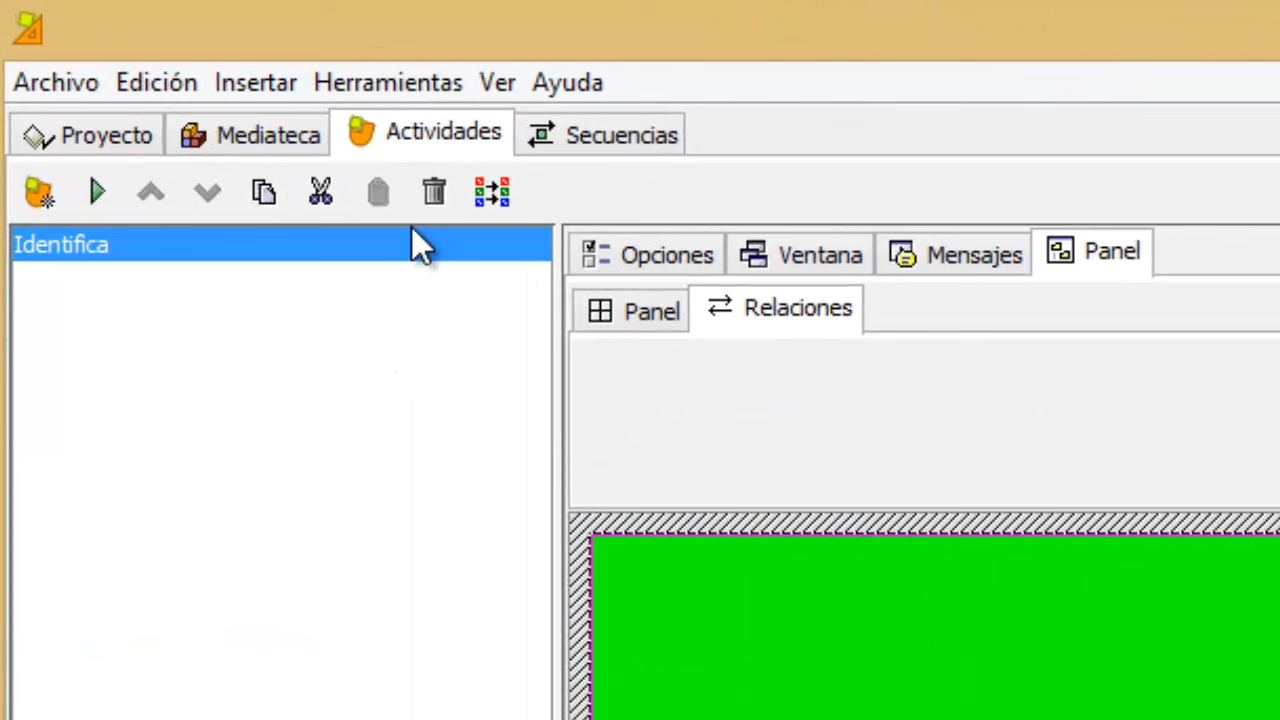 Archivo Edición Insertar Herramientas Ver Ayuda
Proyecto Mediateca Actividades Secuencias
Identifica
Opciones Ventana Mensajes Panel
Panel Relaciones